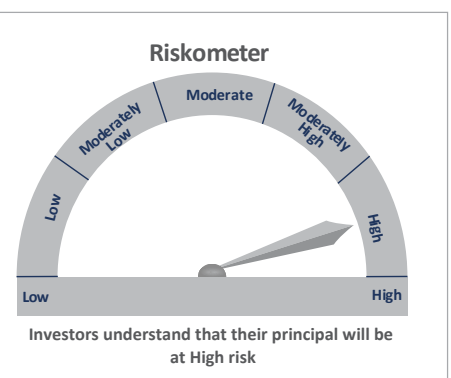 Riskometer
Moderate
Moderately
Low
Moderately
High
Low
High
Low
High
Investors understand that their principal will be
at High risk